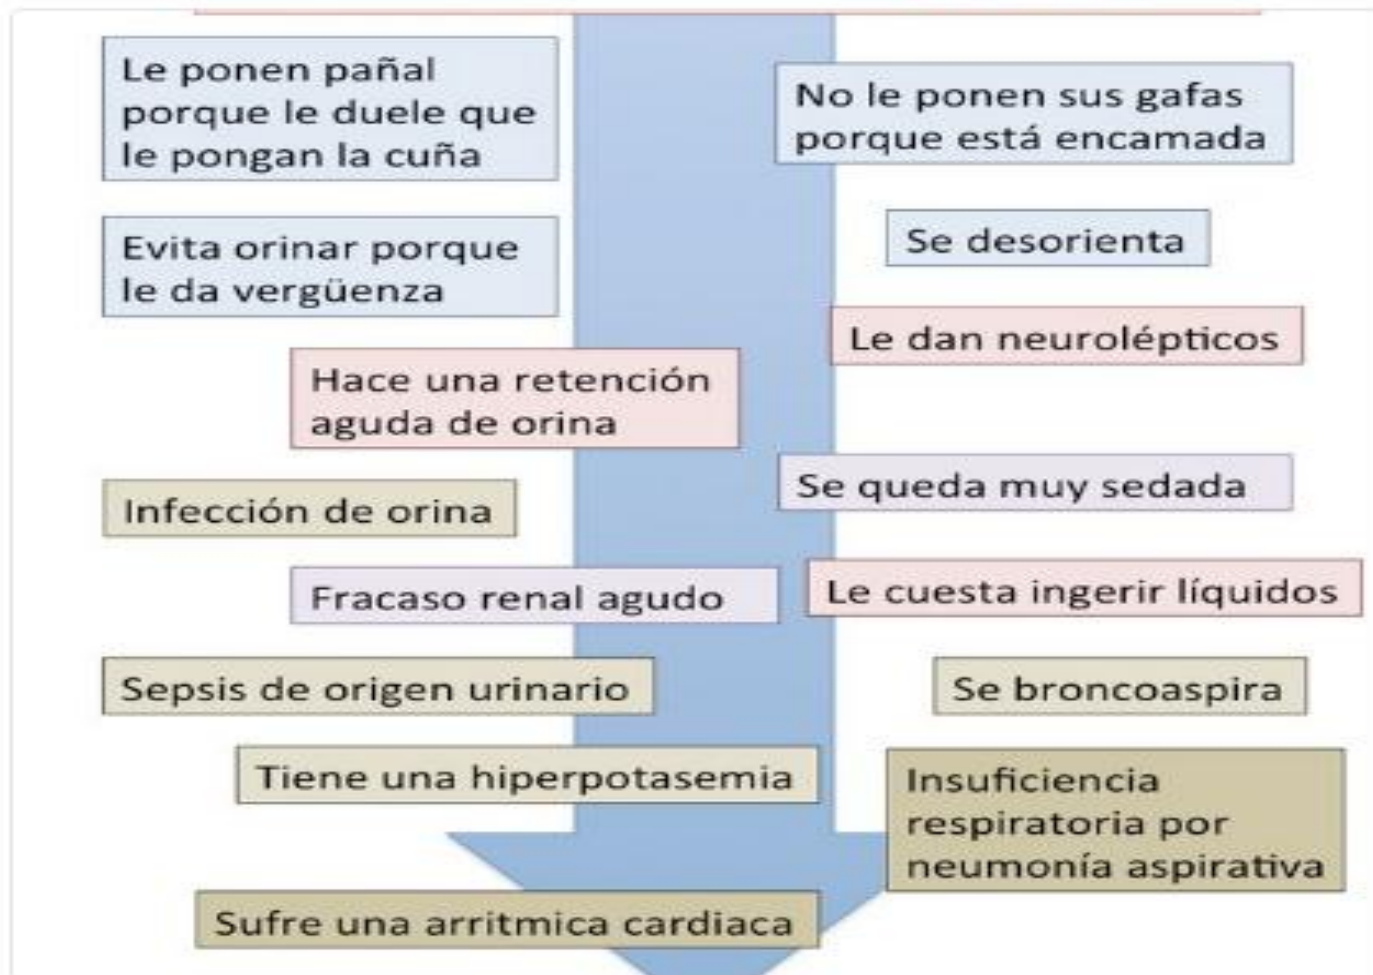 Le ponen pañal
porque le duele que
le pongan la cuña
No le ponen sus gafas
porque está encamada
Evita orinar porque
le da vergüenza
Se desorienta
Le dan neurolépticos
Hace una retención
aguda de orina
Se queda muy sedada
Infección de orina
Fracaso renal agudo
Le cuesta ingerir líquidos
Sepsis de origen urinario
Se broncoaspira
Tiene una hiperpotasemia
Insuficiencia
respiratoria por
neumonía aspirativa
Sufre una arritmica cardiaca